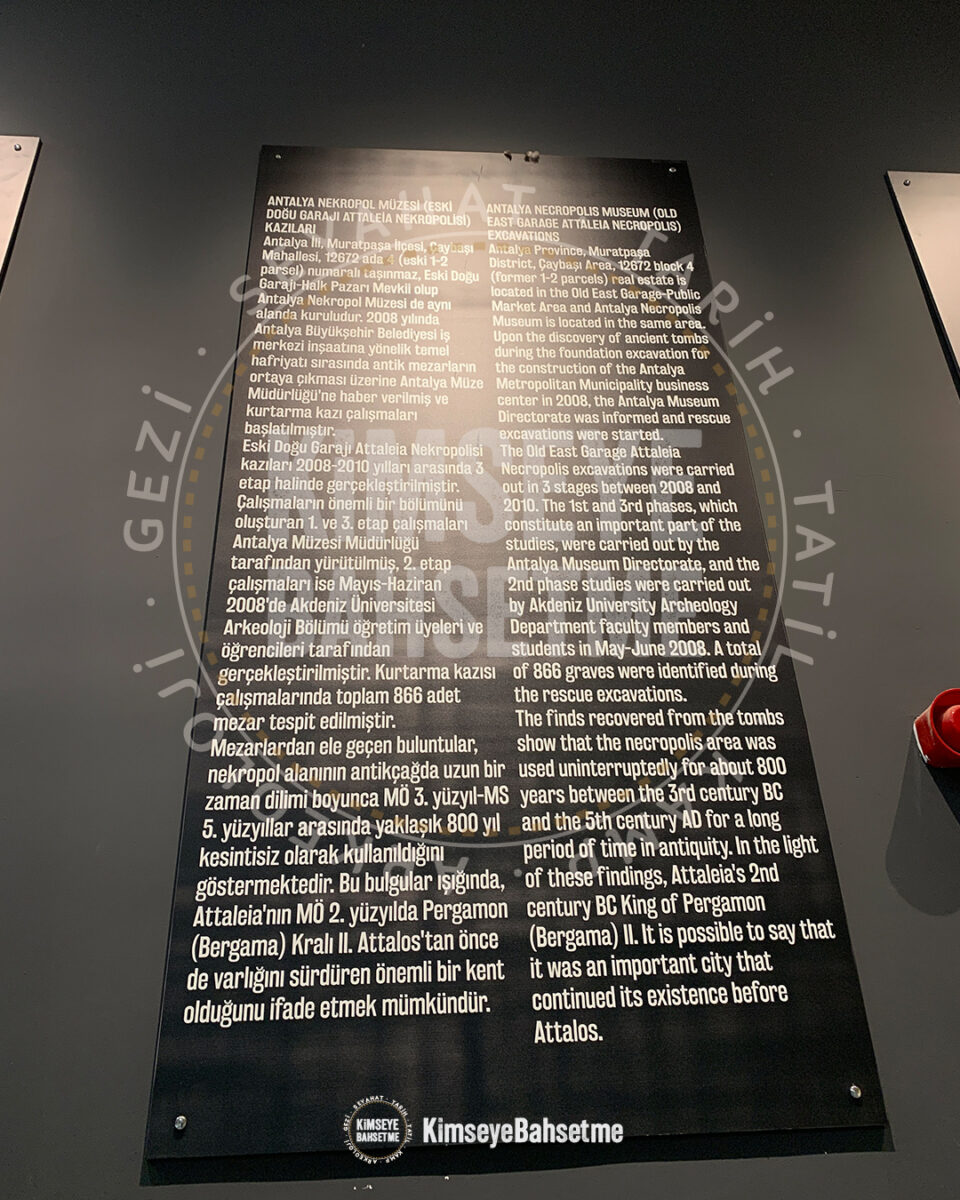 ANTALYA NEKROPOL MÜZESİ (ESKİ
DOĞU GARAJI ATTALEİA NEKROPOLİSİ)
KAZILARI
Antalya İli, Muratpaşa İlçesi, Çaybaşı
Mahallesi, 12672 ada 4 (eski 1-2
parsel) numaralı taşınmaz, Eski Doğu
Garajı-Halk Pazarı Mevkii olup
Antalya Nekropol Müzesi de aynı
alanda kuruludur. 2008 yılında
Antalya Büyükşehir Belediyesi iş
merkezi inşaatına yönelik temel
hafriyatı sırasında antik mezarların
ortaya çıkması üzerine Antalya Müze
Müdürlüğü'ne haber verilmiş ve
kurtarma kazı çalışmaları
başlatılmıştır.
Eski Doğu Garajı Attaleia Nekropolisi
kazıları 2008-2010 yılları arasında 3
etap halinde gerçekleştirilmiştir.
Çalışmaların önemli bir bölümünü
oluşturan 1. ve 3. etap çalışmaları
Antalya Müzesi Müdürlüğü
tarafından yürütülmüş, 2. etap
çalışmaları ise Mayıs-Haziran
2008'de Akdeniz Üniversitesi
Arkeoloji Bölümü öğretim üyeleri ve
öğrencileri tarafından
gerçekleştirilmiştir. Kurtarma kazısı
çalışmalarında toplam 866 adet
mezar tespit edilmiştir.
Mezarlardan ele geçen buluntular,
nekropol alanının antikçağda uzun bir
zaman dilimi boyunca MÖ 3. yüzyıl-MS
5. yüzyıllar arasında yaklaşık 800 yıl
kesintisiz olarak kullanıldığını
göstermektedir. Bu bulgular ışığında,
Attaleia'nın MÖ 2. yüzyılda Pergamon
(Bergama) Kralı II. Attalos'tan önce
de varlığını sürdüren önemli bir kent
olduğunu ifade etmek mümkündür.
ANTALYA NECROPOLIS MUSEUM (OLD
EAST GARAGE ATTALEIA NECROPOLIS)
EXCAVATIONS
Antalya Province, Muratpaşa
District, Çaybaşı Area, 12672 block 4
(former 1-2 parcels) real estate is
located in the Old East Garage-Public
Market Area and Antalya Necropolis
Museum is located in the same area.
Upon the discovery of ancient tombs
during the foundation excavation for
the construction of the Antalya
Metropolitan Municipality business
center in 2008, the Antalya Museum
Directorate was informed and rescue
excavations were started.
The Old East Garage Attaleia
Necropolis excavations were carried
out in 3 stages between 2008 and
2010. The 1st and 3rd phases, which
constitute an important part of the
studies, were carried out by the
Antalya Museum Directorate, and the
2nd phase studies were carried out
by Akdeniz University Archeology
Department faculty members and
students in May-June 2008. A total
of 866 graves were identified during
the rescue excavations.
The finds recovered from the tombs
show that the necropolis area was
used uninterruptedly for about 800
years between the 3rd century BC
and the 5th century AD for a long
period of time in antiquity. In the light
of these findings, Attaleia's 2nd
century BC King of Pergamon
(Bergama) II. It is possible to say that
it was an important city that
continued its existence before
Attalos.
GEZİ · SEYAHAT · TARİH · TATİL · KAMP · ARKEOLOJİ ·
KiMSEYE
BAHSETME
GEZİ · SEYAHAT · TARİH · TATİL · KAMP · ARKEOLOJİ ·
KiMSEYE
BAHSETME
KimseyeBahsetme